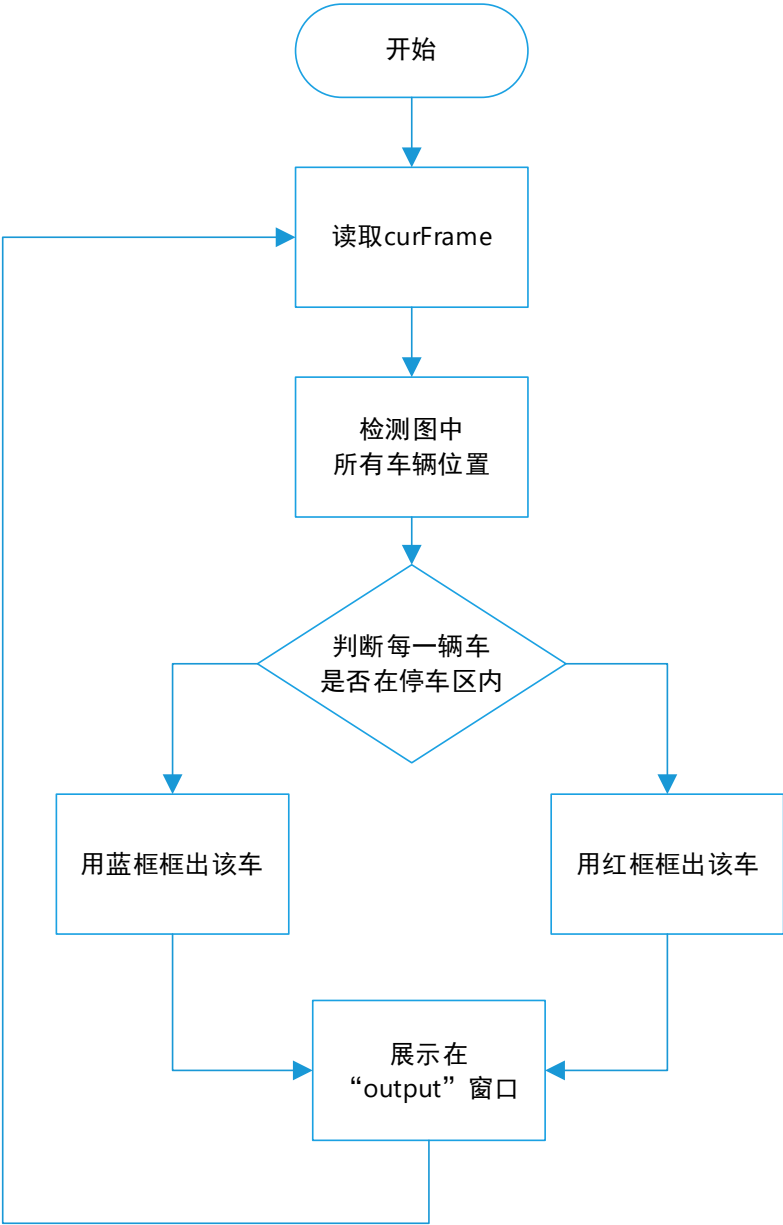 开始
读取curFrame
检测图中
所有车辆位置
判断每一辆车
是否在停车区内
用蓝框框出该车
用红框框出该车
展示在
“output”窗口